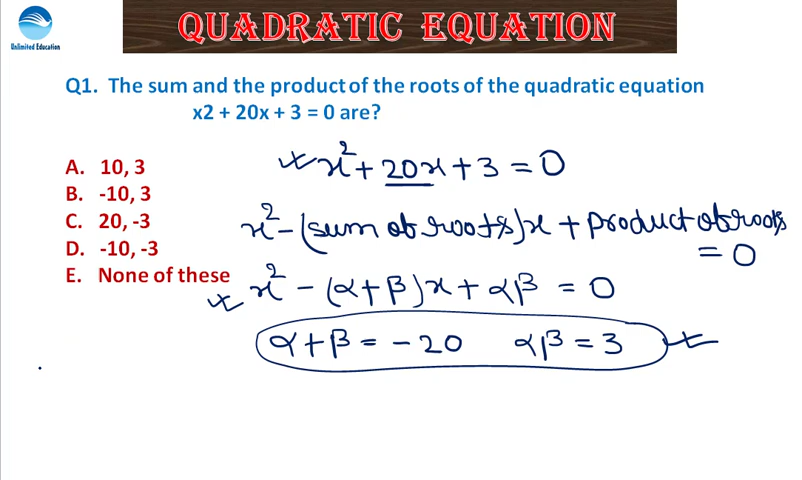 QUADRATIC EQUATION
Unlimited Education
Q1. The sum and the product of the roots of the quadratic equation
x2 + 20x + 3 = 0 are?
A. 10, 3
B. -10, 3
C. 20, -3
D. -10, -3
E. None of these
x² + 20x + 3 = 0
x² - (sum of roots)x + product of roots
= 0
x² - (α + β)x + αβ = 0
α + β = -20 αβ = 3